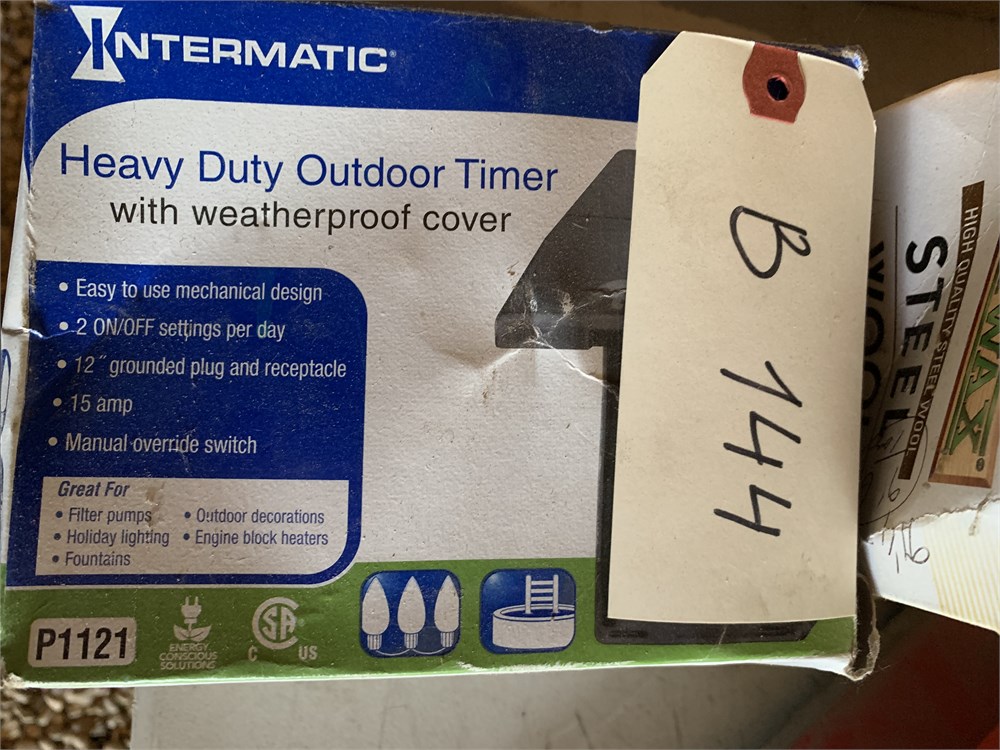 INTERMATIC®
Heavy Duty Outdoor Timer
with weatherproof cover
• Easy to use mechanical design
• 2 ON/OFF settings per day
• 12" grounded plug and receptacle
• 15 amp
• Manual override switch
Great For
• Filter pumps
• Holiday lighting
• Fountains
• Outdoor decorations
• Engine block heaters
P1121
ENERGY
CONSCIOUS
SOLUTIONS
CSA
C US
B 144
HIGH QUALITY STEEL WOOL
STEEL
WAX®